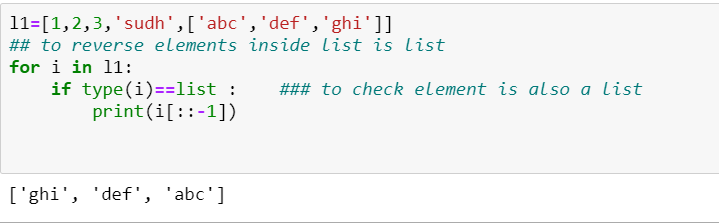 l1=[1,2,3,'sudh',['abc','def','ghi']]
## to reverse elements inside list is list
for i in l1:
    if type(i)==list :    ### to check element is also a list
        print(i[::-1])
['ghi', 'def', 'abc']